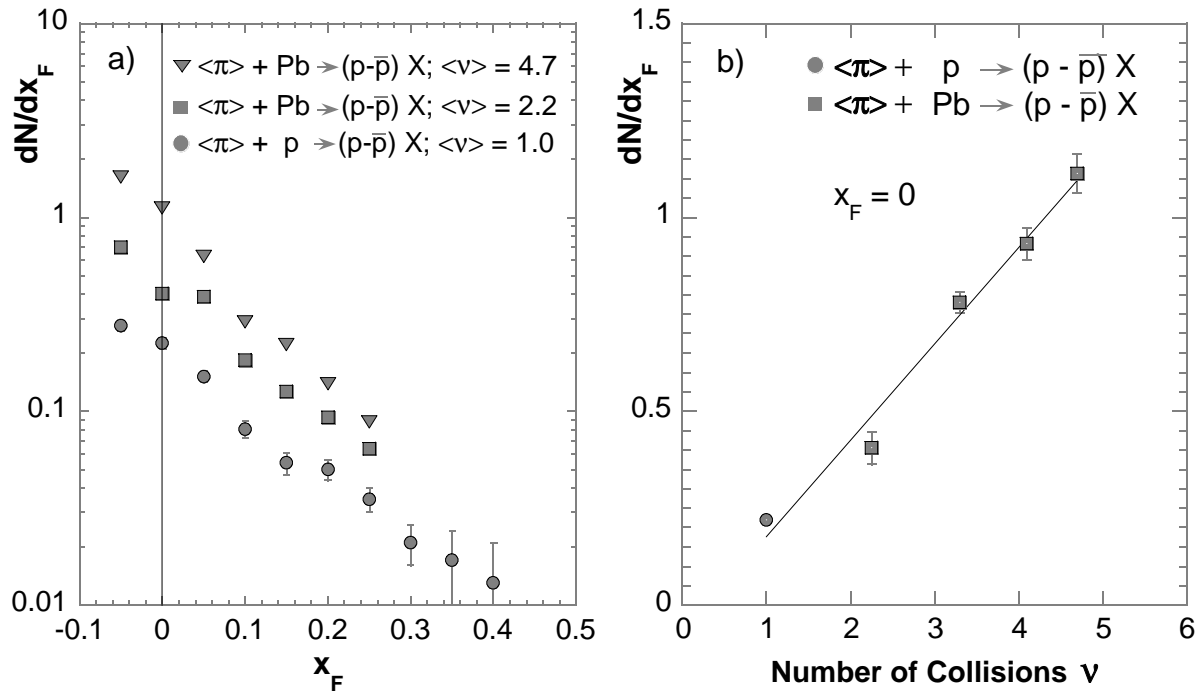 a)
<π> + Pb → (p-p̅) X; <ν> = 4.7
<π> + Pb → (p-p̅) X; <ν> = 2.2
<π> + p → (p-p̅) X; <ν> = 1.0
dN/dx_F
10
1
0.1
0.01
-0.1 0 0.1 0.2 0.3 0.4 0.5
x_F
b)
<π> + p → (p - p̅) X
<π> + Pb → (p - p̅) X
x_F = 0
dN/dx_F
1.5
1
0.5
0
0 1 2 3 4 5 6
Number of Collisions ν